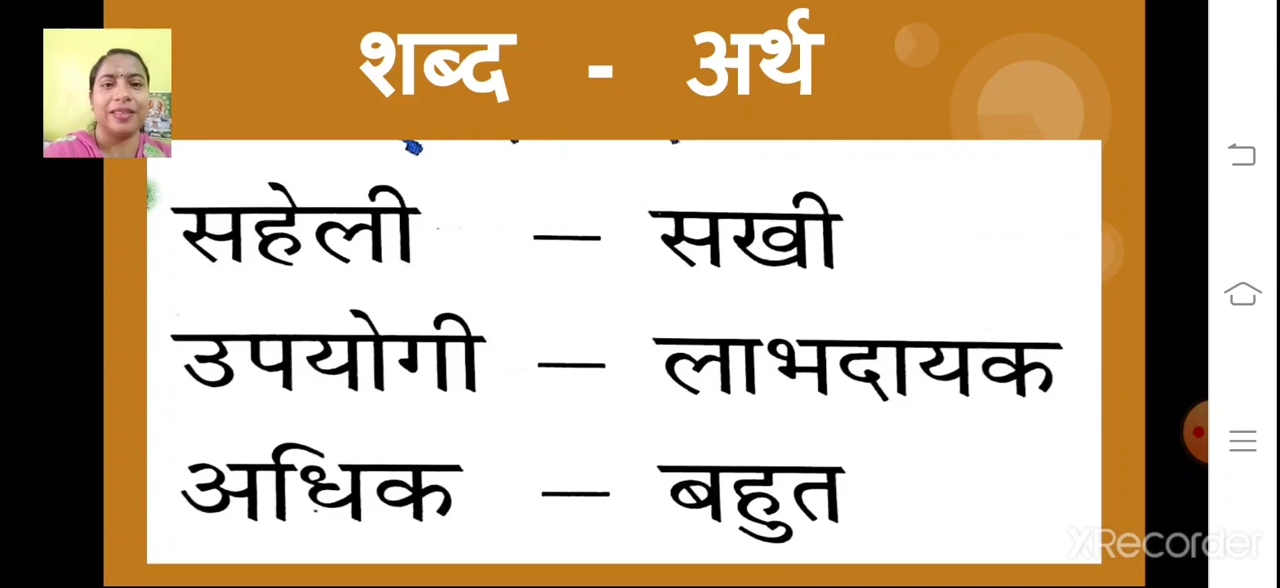 शब्द - अर्थ
सहेली — सखी
उपयोगी — लाभदायक
अधिक — बहुत
XRecorder